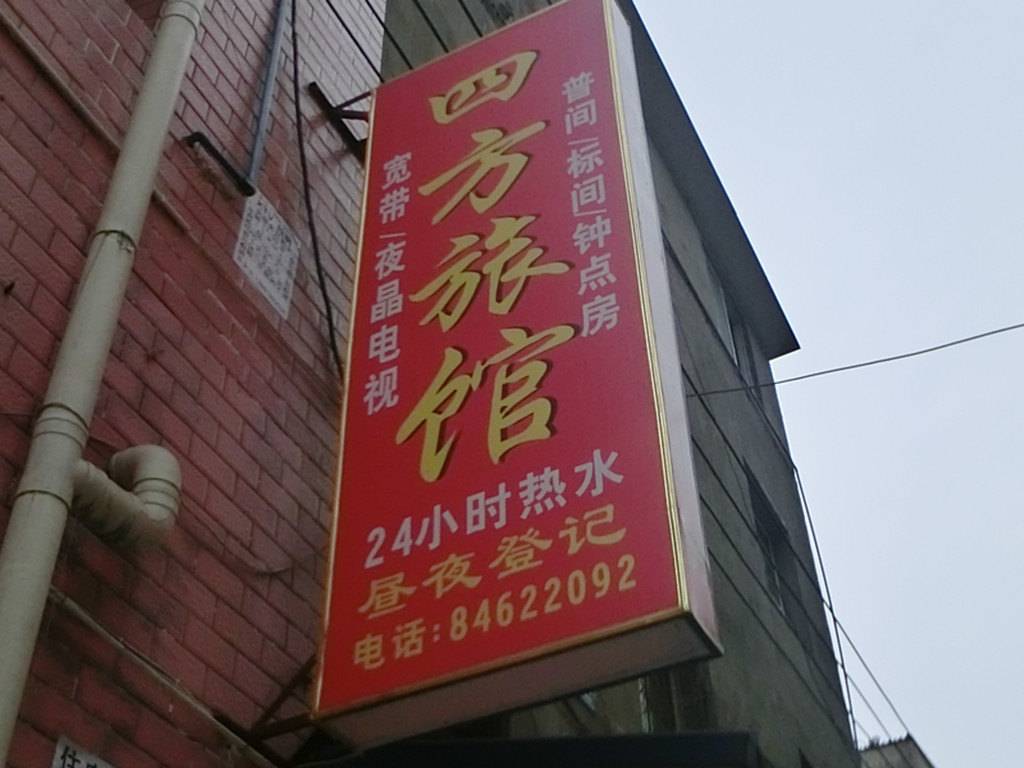 四方旅馆
普间/标间/钟点房
宽带/夜晶电视
24小时热水
昼夜登记
电话:84622092
住